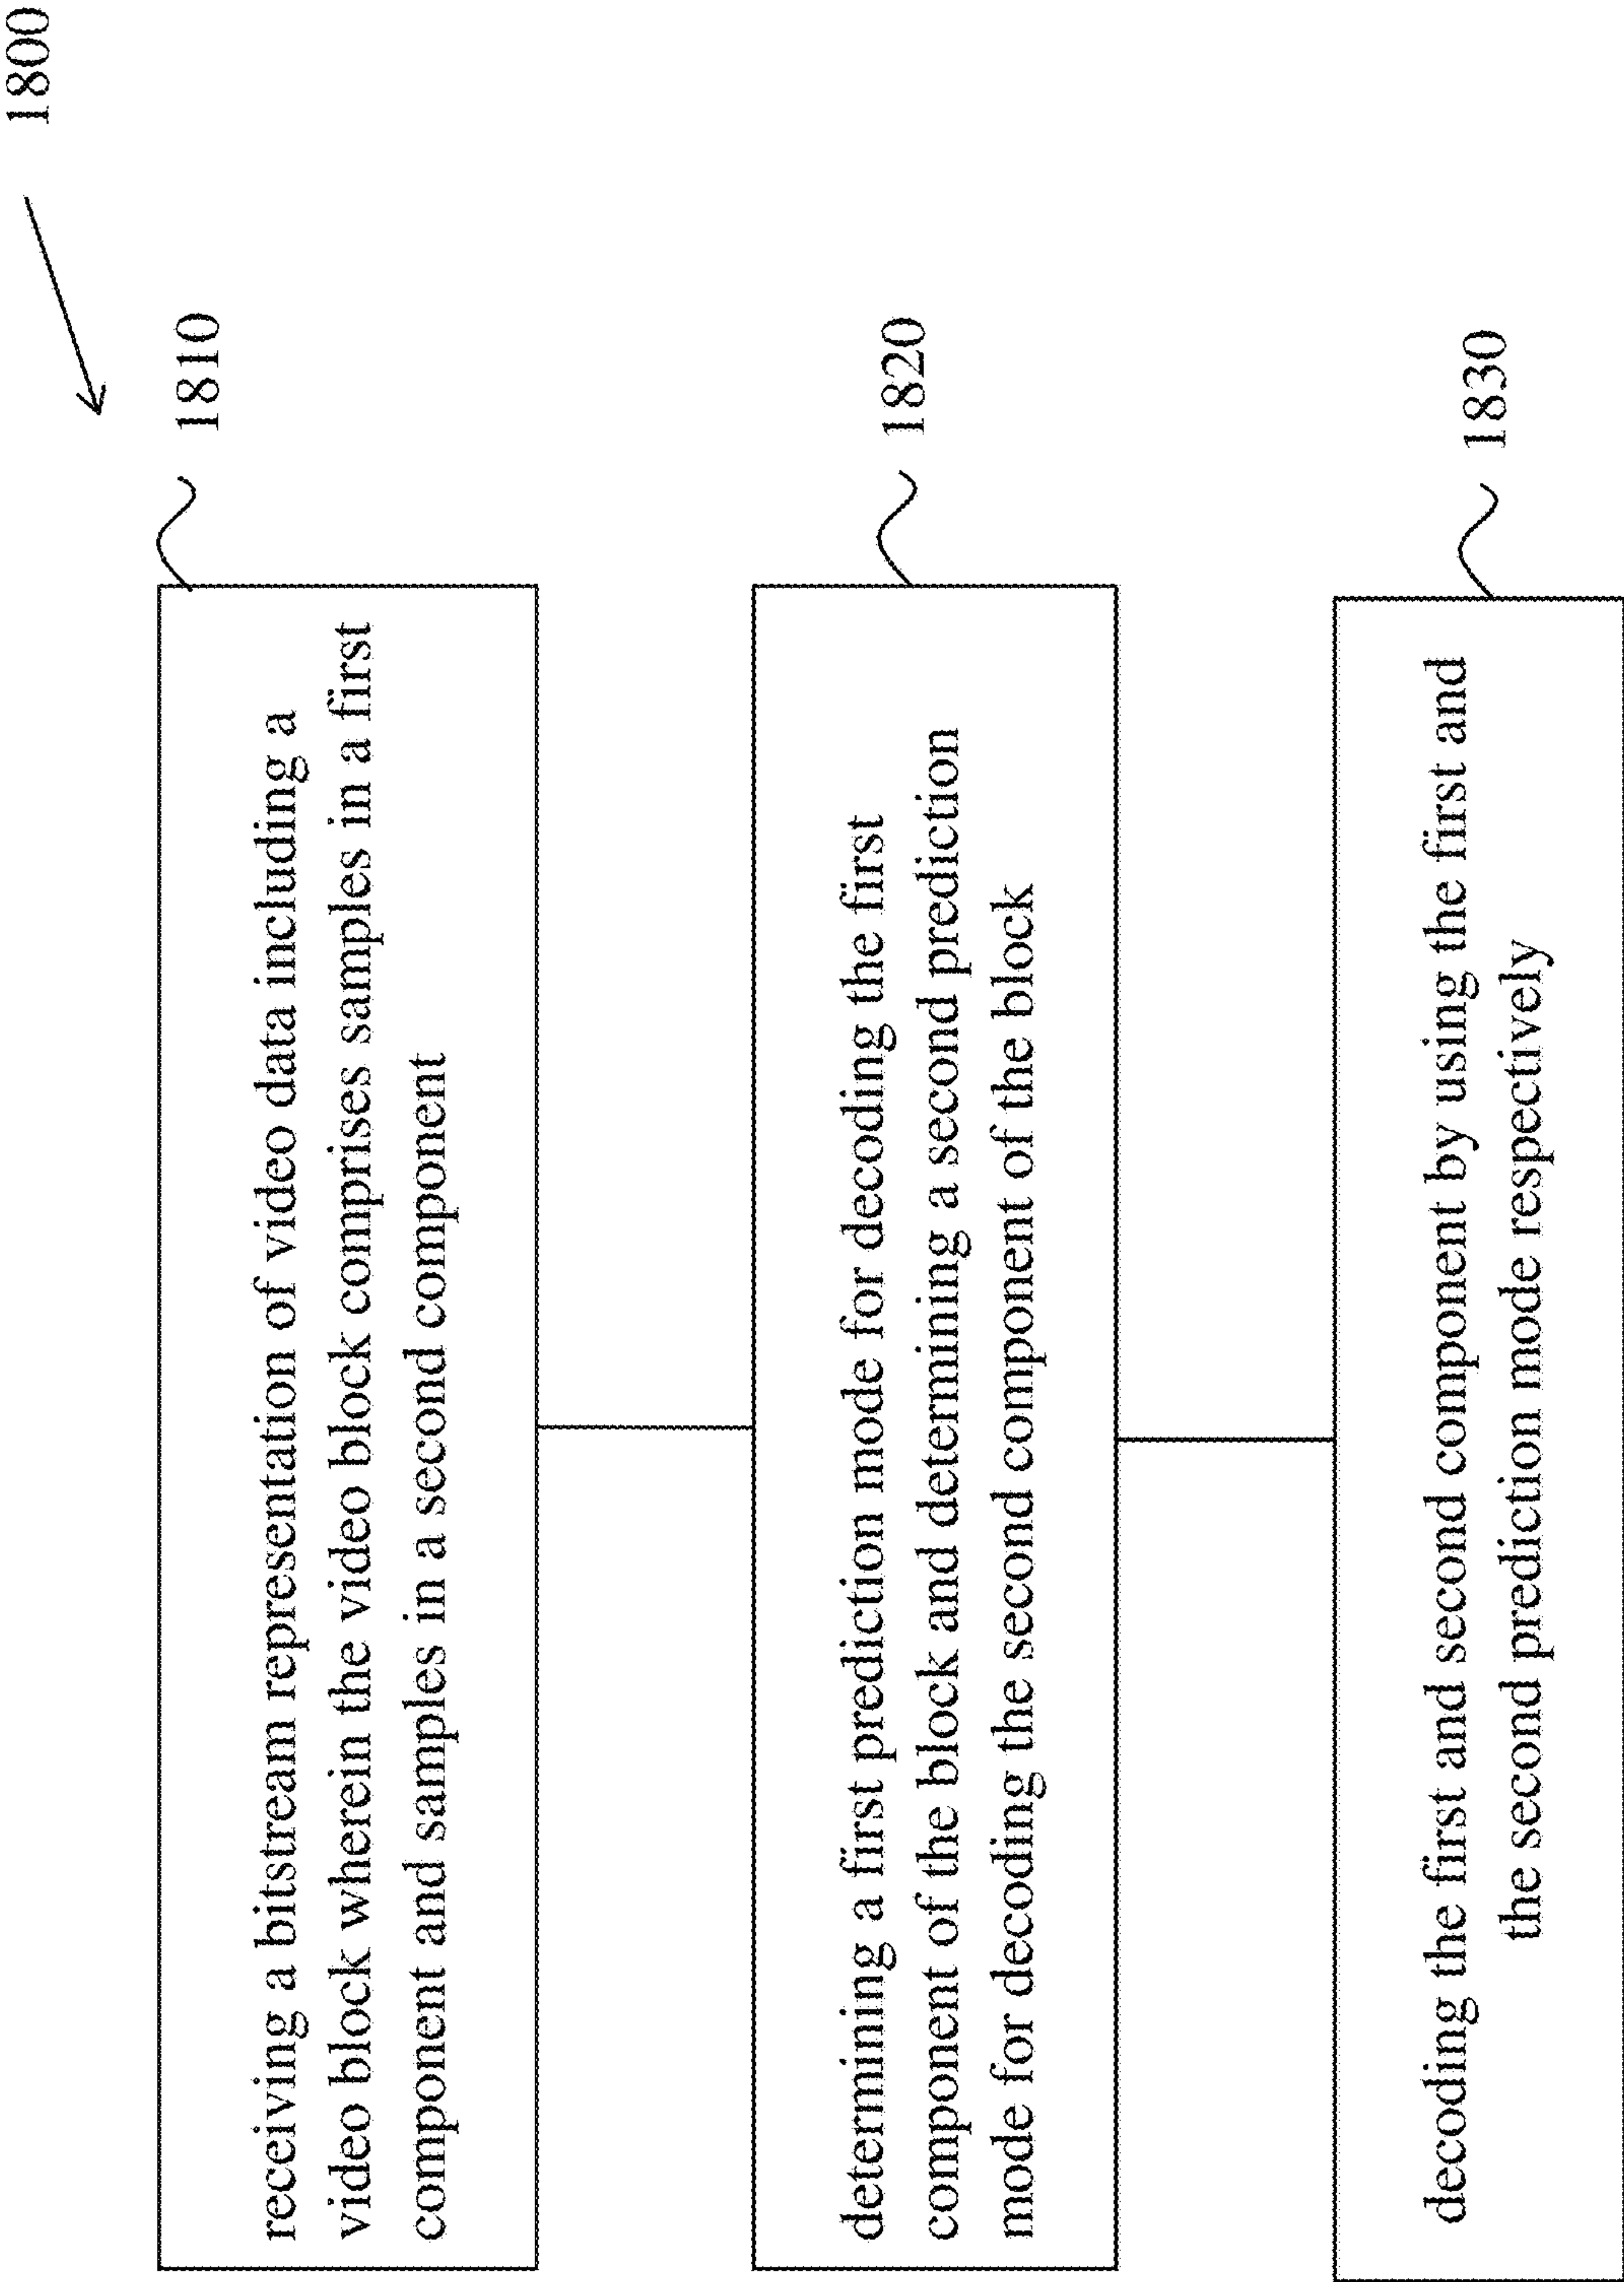 1800
1810
receiving a bitstream representation of video data including a
video block wherein the video block comprises samples in a first
component and samples in a second component
1820
determining a first prediction mode for decoding the first
component of the block and determining a second prediction
mode for decoding the second component of the block
1830
decoding the first and second component by using the first and
the second prediction mode respectively